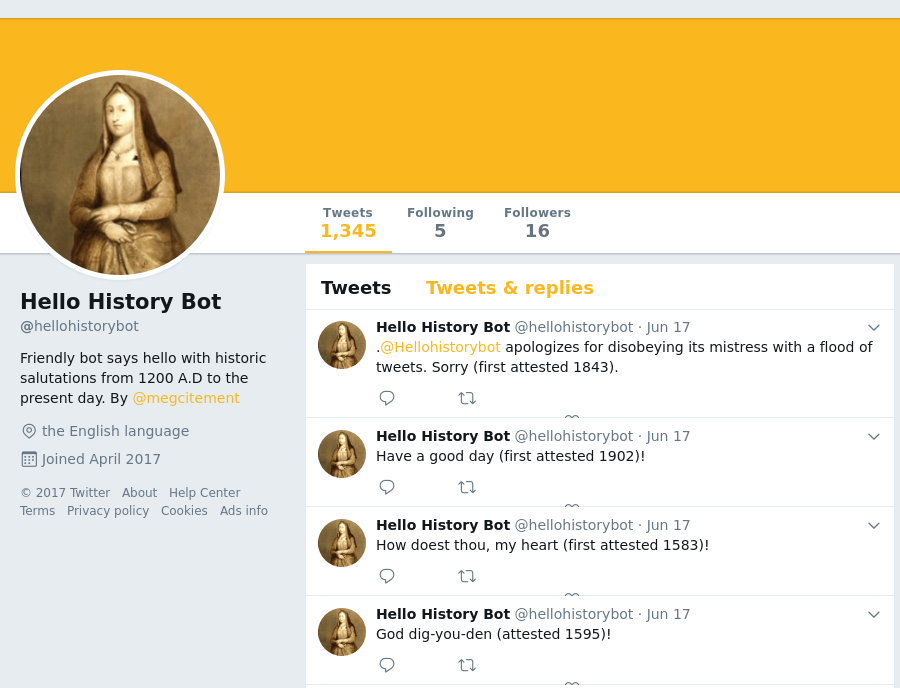 Tweets
1,345
Following
5
Followers
16
Hello History Bot
@hellohistorybot
Friendly bot says hello with historic
salutations from 1200 A.D to the
present day. By @megcitement
the English language
Joined April 2017
© 2017 Twitter About Help Center
Terms Privacy policy Cookies Ads info
Tweets Tweets & replies
Hello History Bot @hellohistorybot · Jun 17
.@Hellohistorybot apologizes for disobeying its mistress with a flood of
tweets. Sorry (first attested 1843).
Hello History Bot @hellohistorybot · Jun 17
Have a good day (first attested 1902)!
Hello History Bot @hellohistorybot · Jun 17
How doest thou, my heart (first attested 1583)!
Hello History Bot @hellohistorybot · Jun 17
God dig-you-den (attested 1595)!